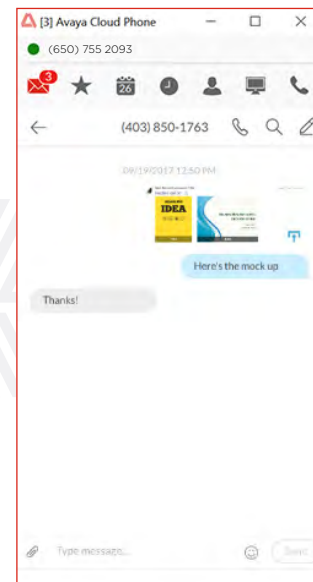 [3] Avaya Cloud Phone
(650) 755 2093
3
26
(403) 850-1763
09/19/2017 12:50 PM
IDEA
Here's the mock up
Thanks!
Type message...
Send